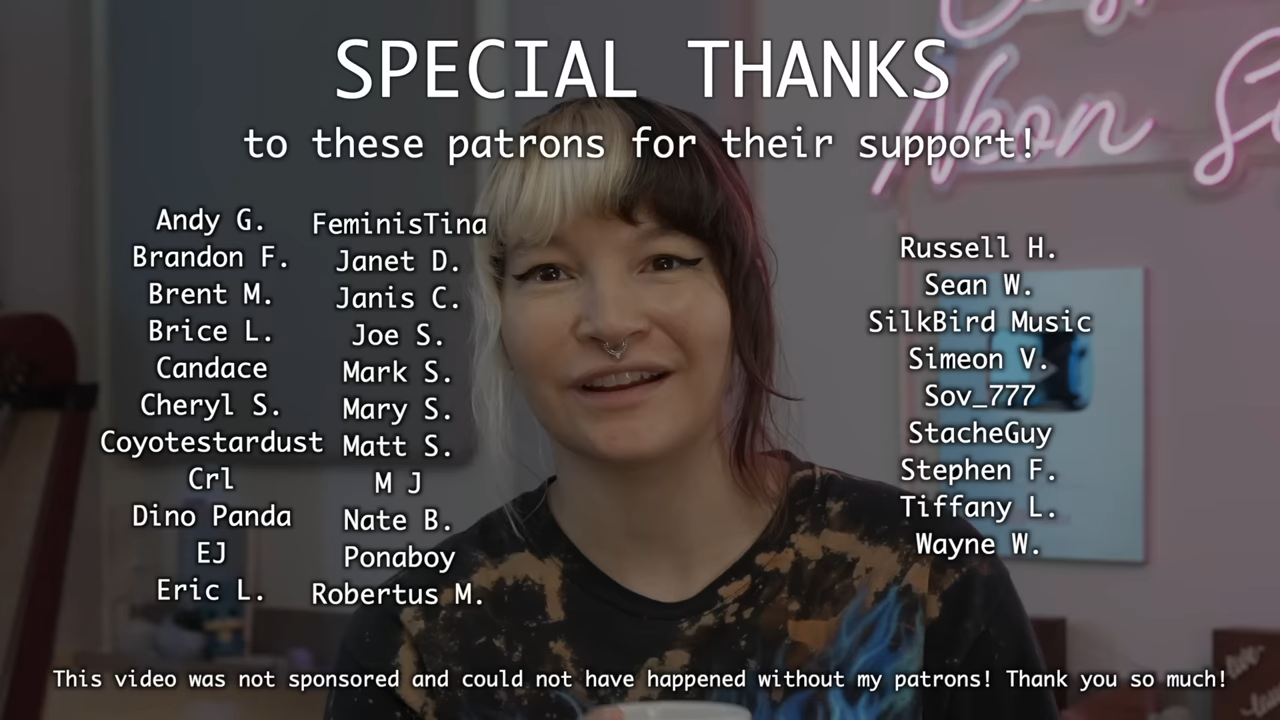 SPECIAL THANKS
to these patrons for their support!
Andy G.
Brandon F.
Brent M.
Brice L.
Candace
Cheryl S.
Coyotestardust
Crl
Dino Panda
EJ
Eric L.
FeminisTina
Janet D.
Janis C.
Joe S.
Mark S.
Mary S.
Matt S.
M J
Nate B.
Ponaboy
Robertus M.
Russell H.
Sean W.
SilkBird Music
Simeon V.
Sov_777
StacheGuy
Stephen F.
Tiffany L.
Wayne W.
This video was not sponsored and could not have happened without my patrons! Thank you so much!
Neon